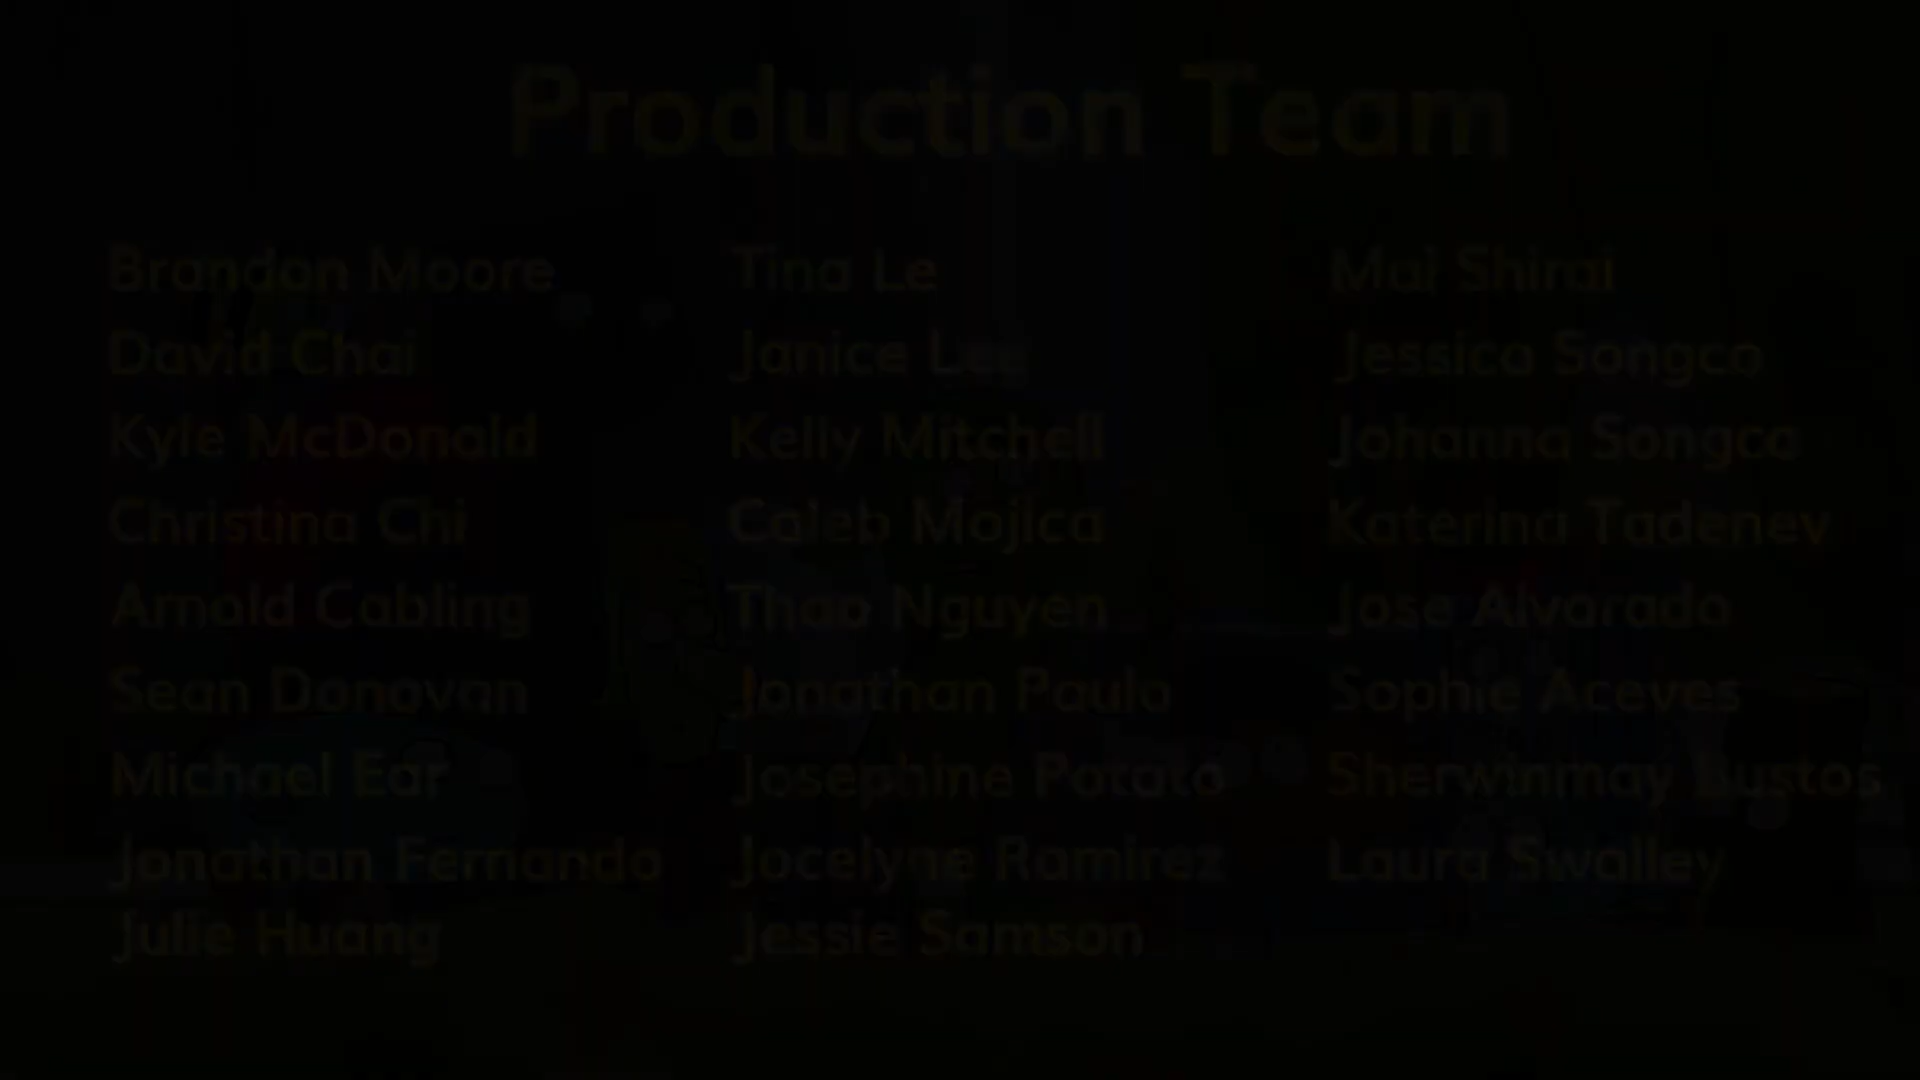 Production Team
Brandon Moore
David Chai
Kyle McDonald
Christina Chi
Arnold Cabling
Sean Donovan
Michael Ear
Jonathan Fernando
Julie Huang
Tina Le
Janice Lee
Kelly Mitchell
Caleb Mojica
Thao Nguyen
Jonathan Paula
Josephine Potato
Jocelyne Ramirez
Jessie Samson
Mai Shirai
Jessica Songco
Johanna Songco
Katerina Tadenev
Jose Alvarado
Sophie Aceves
Sherwinmay Bustos
Laura Swalley